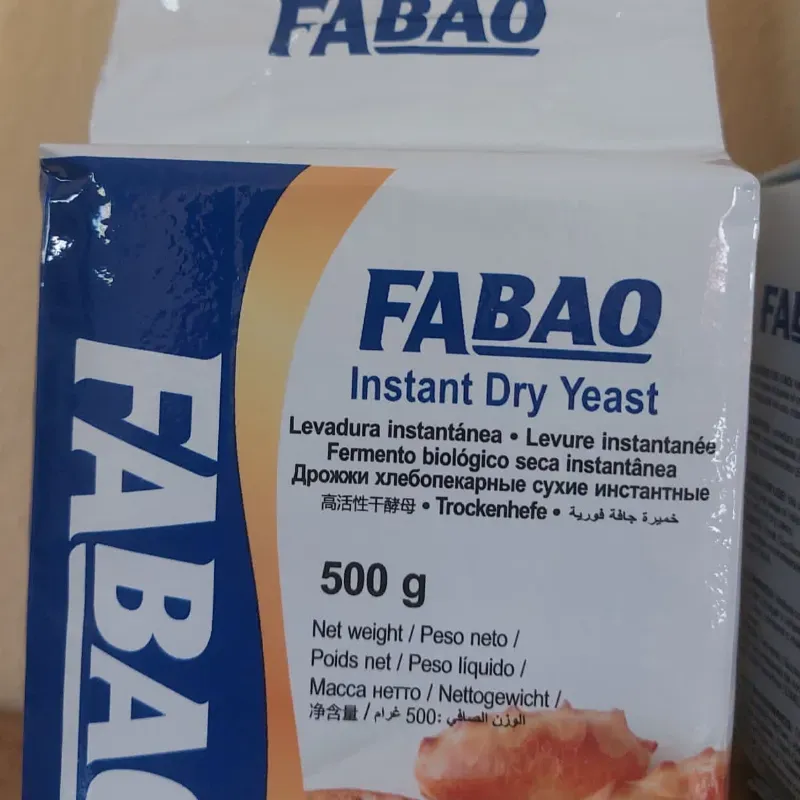 FABAO
FABAO
Instant Dry Yeast
Levadura instantánea • Levure instantanée
Fermento biológico seca instantânea
Дрожжи хлебопекарные сухие инстантные
高活性干酵母 • Trockenhefe • خميرة جافة فورية
500 g
Net weight / Peso neto /
Poids net / Peso líquido /
Масса нетто / Nettogewicht /
净含量 / الوزن الصافي: 500 غرام
FABAO